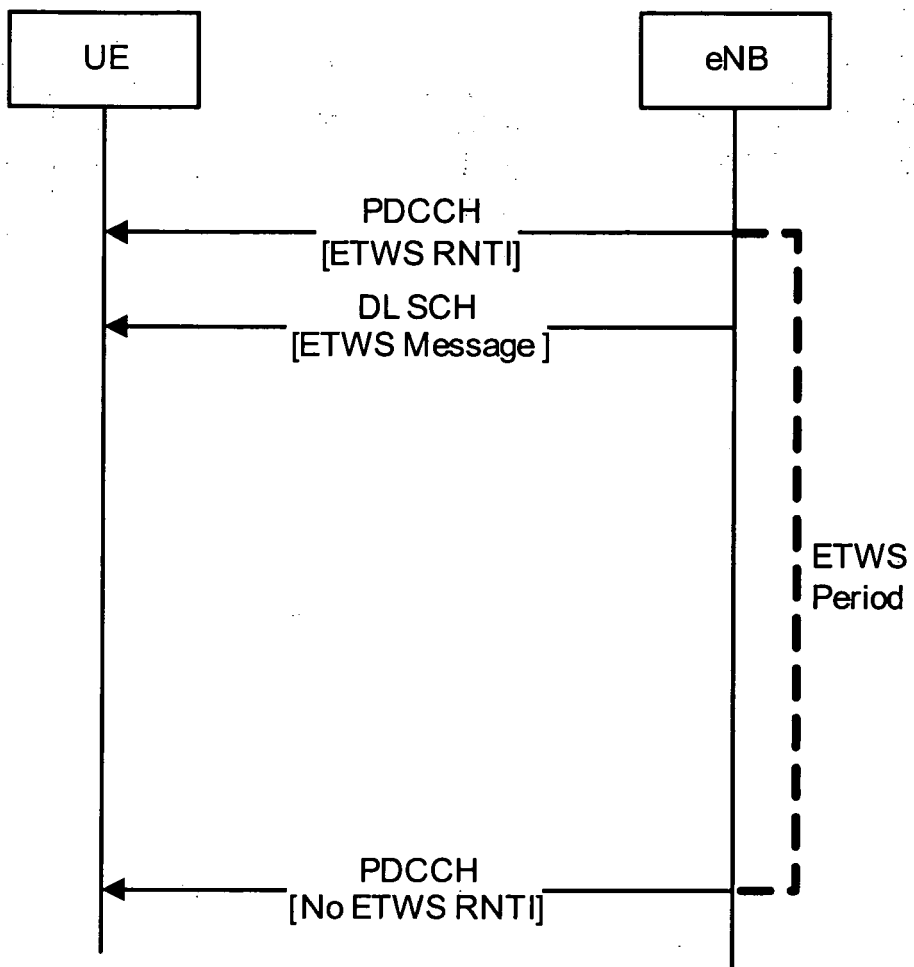 UE
eNB
PDCCH
[ETWS RNTI]
DL SCH
[ETWS Message ]
ETWS
Period
PDCCH
[No ETWS RNTI]